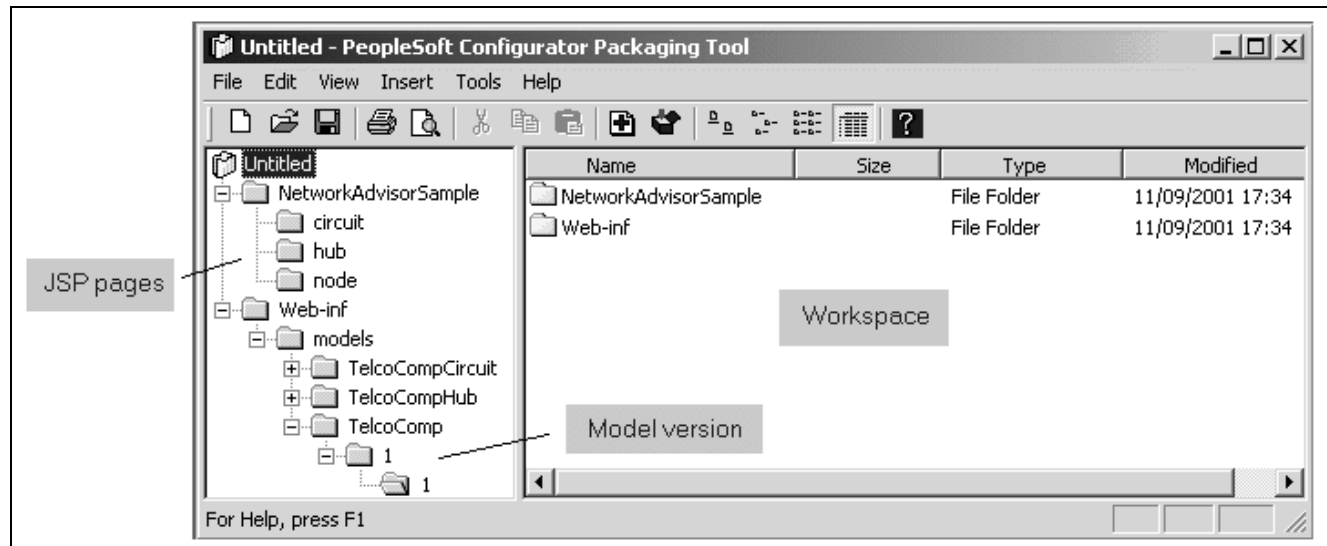 Untitled - PeopleSoft Configurator Packaging Tool
File Edit View Insert Tools Help
Untitled
NetworkAdvisorSample
circuit
hub
node
Web-inf
models
TelcoCompCircuit
TelcoCompHub
TelcoComp
1
1
Name Size Type Modified
NetworkAdvisorSample File Folder 11/09/2001 17:34
Web-inf File Folder 11/09/2001 17:34
JSP pages
Workspace
Model version
For Help, press F1